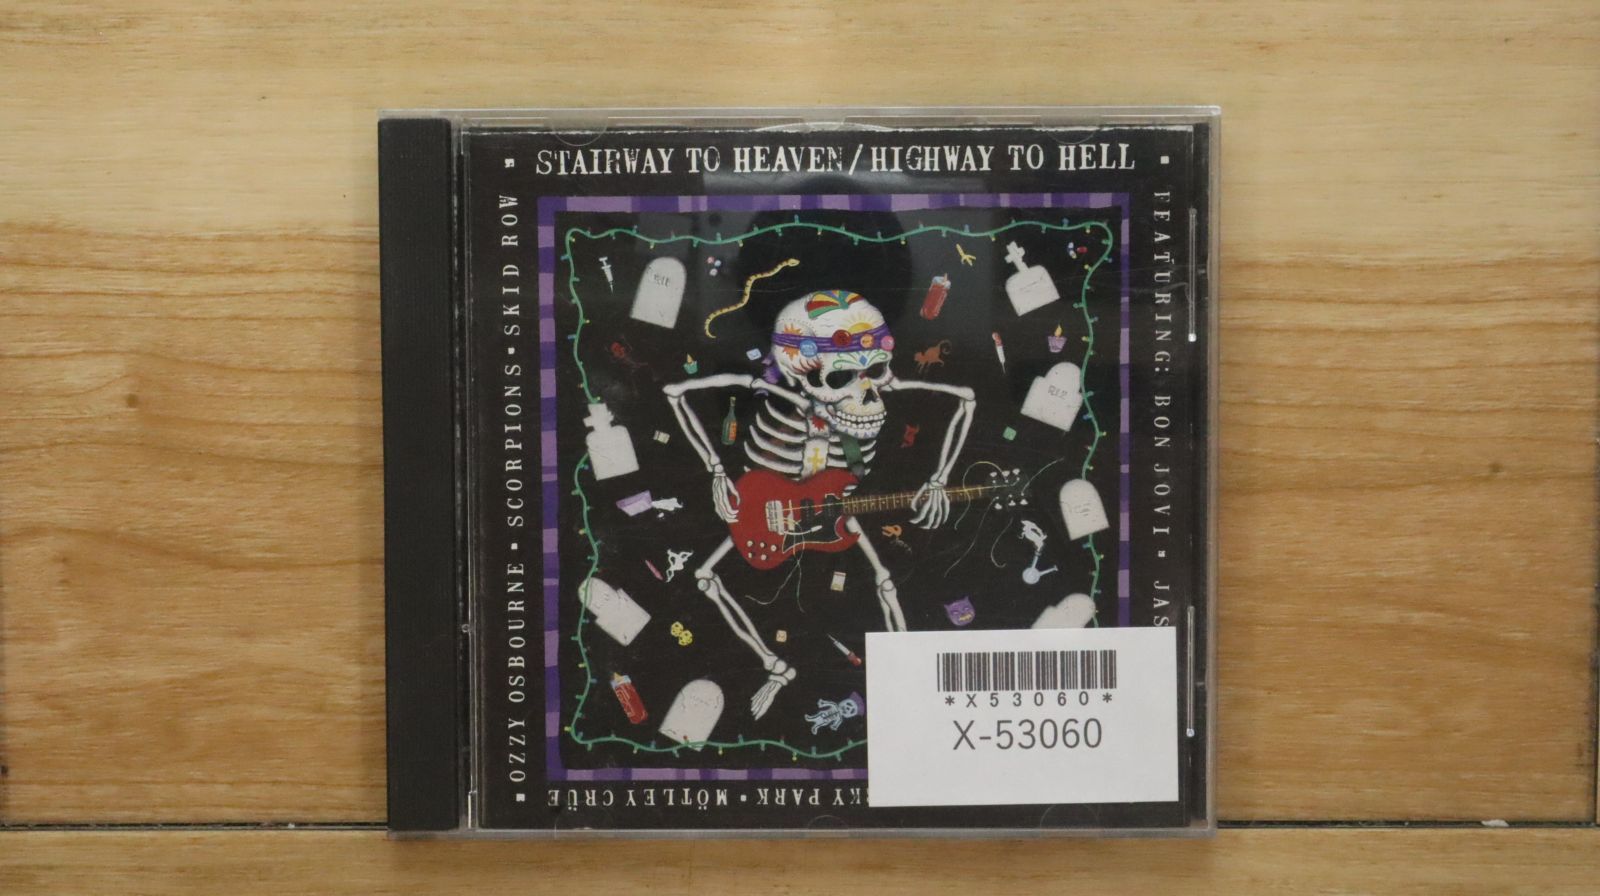 STAIRWAY TO HEAVEN/HIGHWAY TO HELL
FEATURING: BON JOVI ▪ JAS
KY PARK ▪ MÖTLEY CRÜE
▪ OZZY OSBOURNE ▪ SCORPIONS ▪ SKID ROW ▪
R.I.P.
*X53060*
X-53060